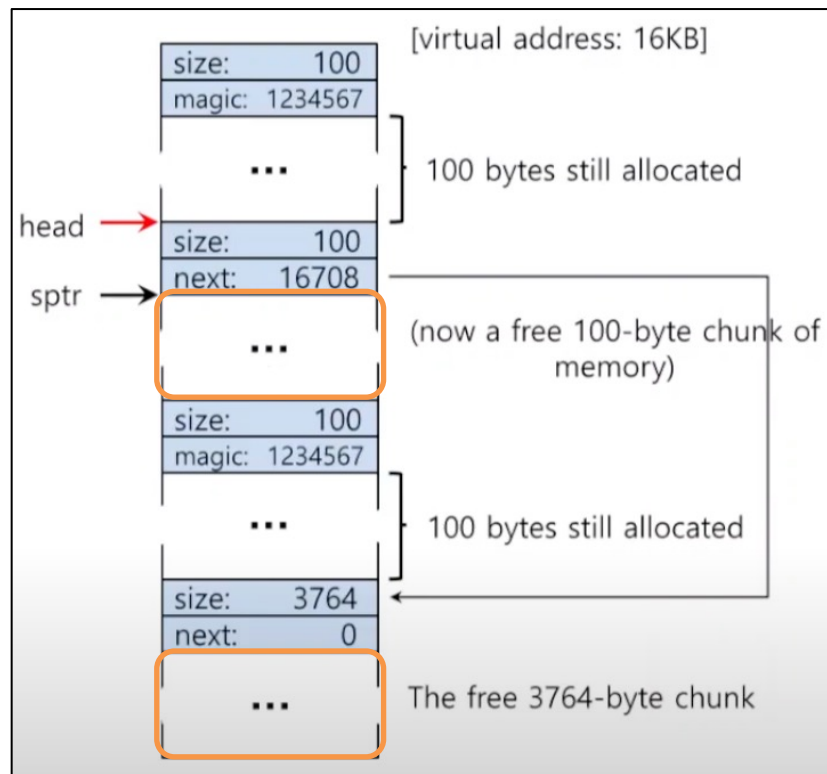 [virtual address: 16KB]
size: 100
magic: 1234567
...
100 bytes still allocated
head
size: 100
next: 16708
sptr
...
(now a free 100-byte chunk of
memory)
size: 100
magic: 1234567
...
100 bytes still allocated
size: 3764
next: 0
...
The free 3764-byte chunk